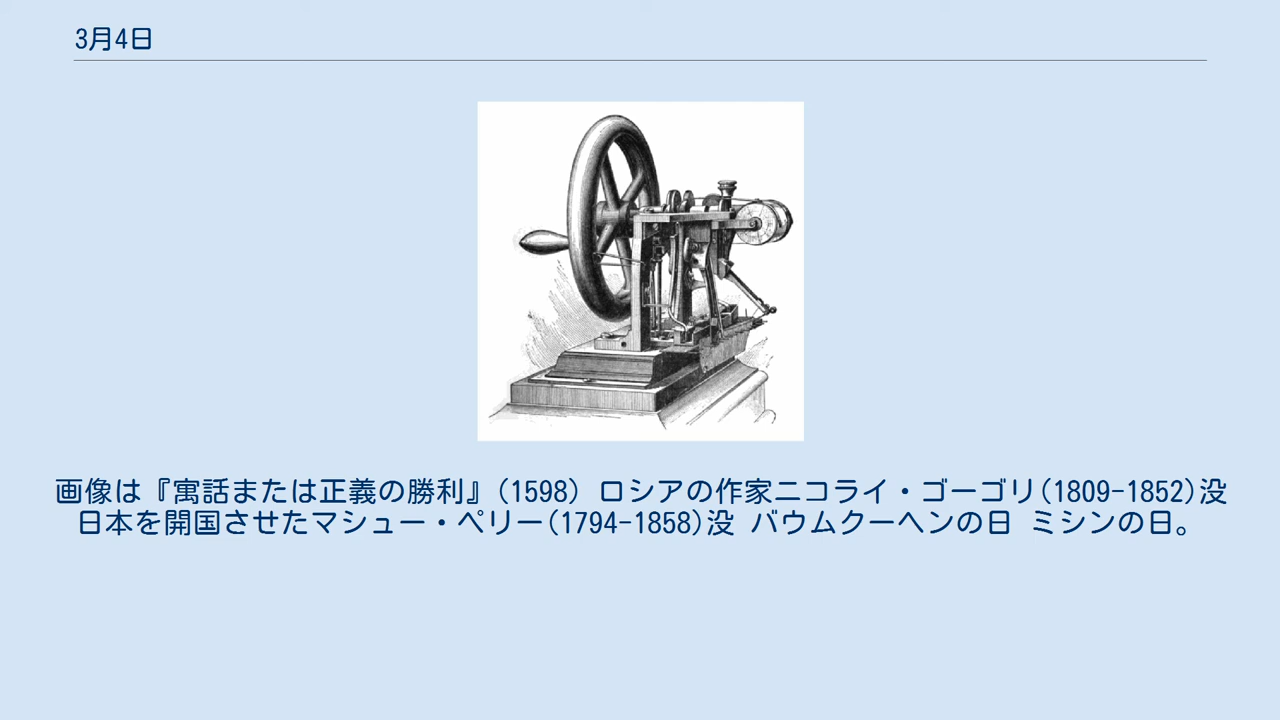 3月4日
画像は『寓話または正義の勝利』(1598) ロシアの作家ニコライ・ゴーゴリ(1809-1852)没
日本を開国させたマシュー・ペリー(1794-1858)没 バウムクーヘンの日 ミシンの日。